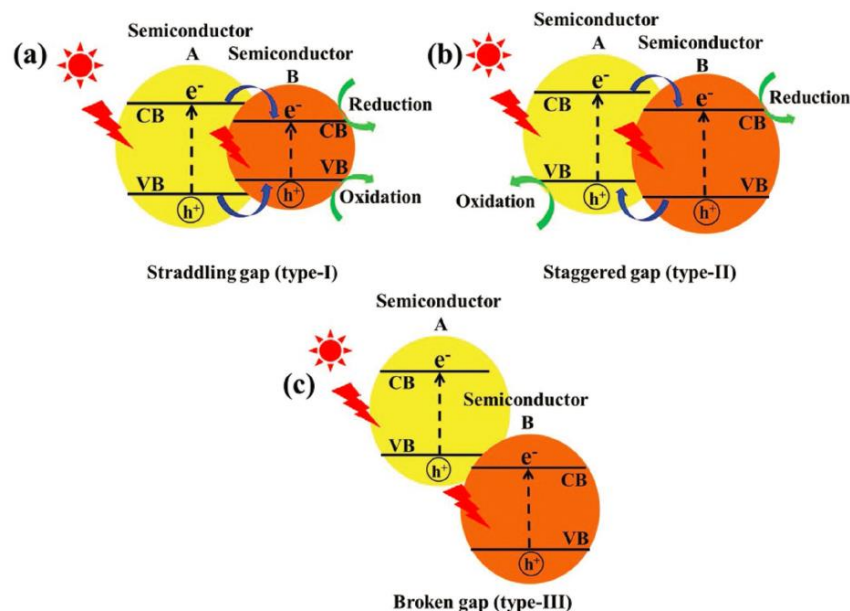 (a)
Semiconductor
A
Semiconductor
B
e-
CB
e-
CB
Reduction
VB
h+
VB
h+
Oxidation
Straddling gap (type-I)
(b)
Semiconductor
A
Semiconductor
B
e-
CB
e-
CB
Reduction
VB
h+
VB
h+
Oxidation
Staggered gap (type-II)
(c)
Semiconductor
A
e-
CB
VB
h+
Semiconductor
B
e-
CB
VB
h+
Broken gap (type-III)